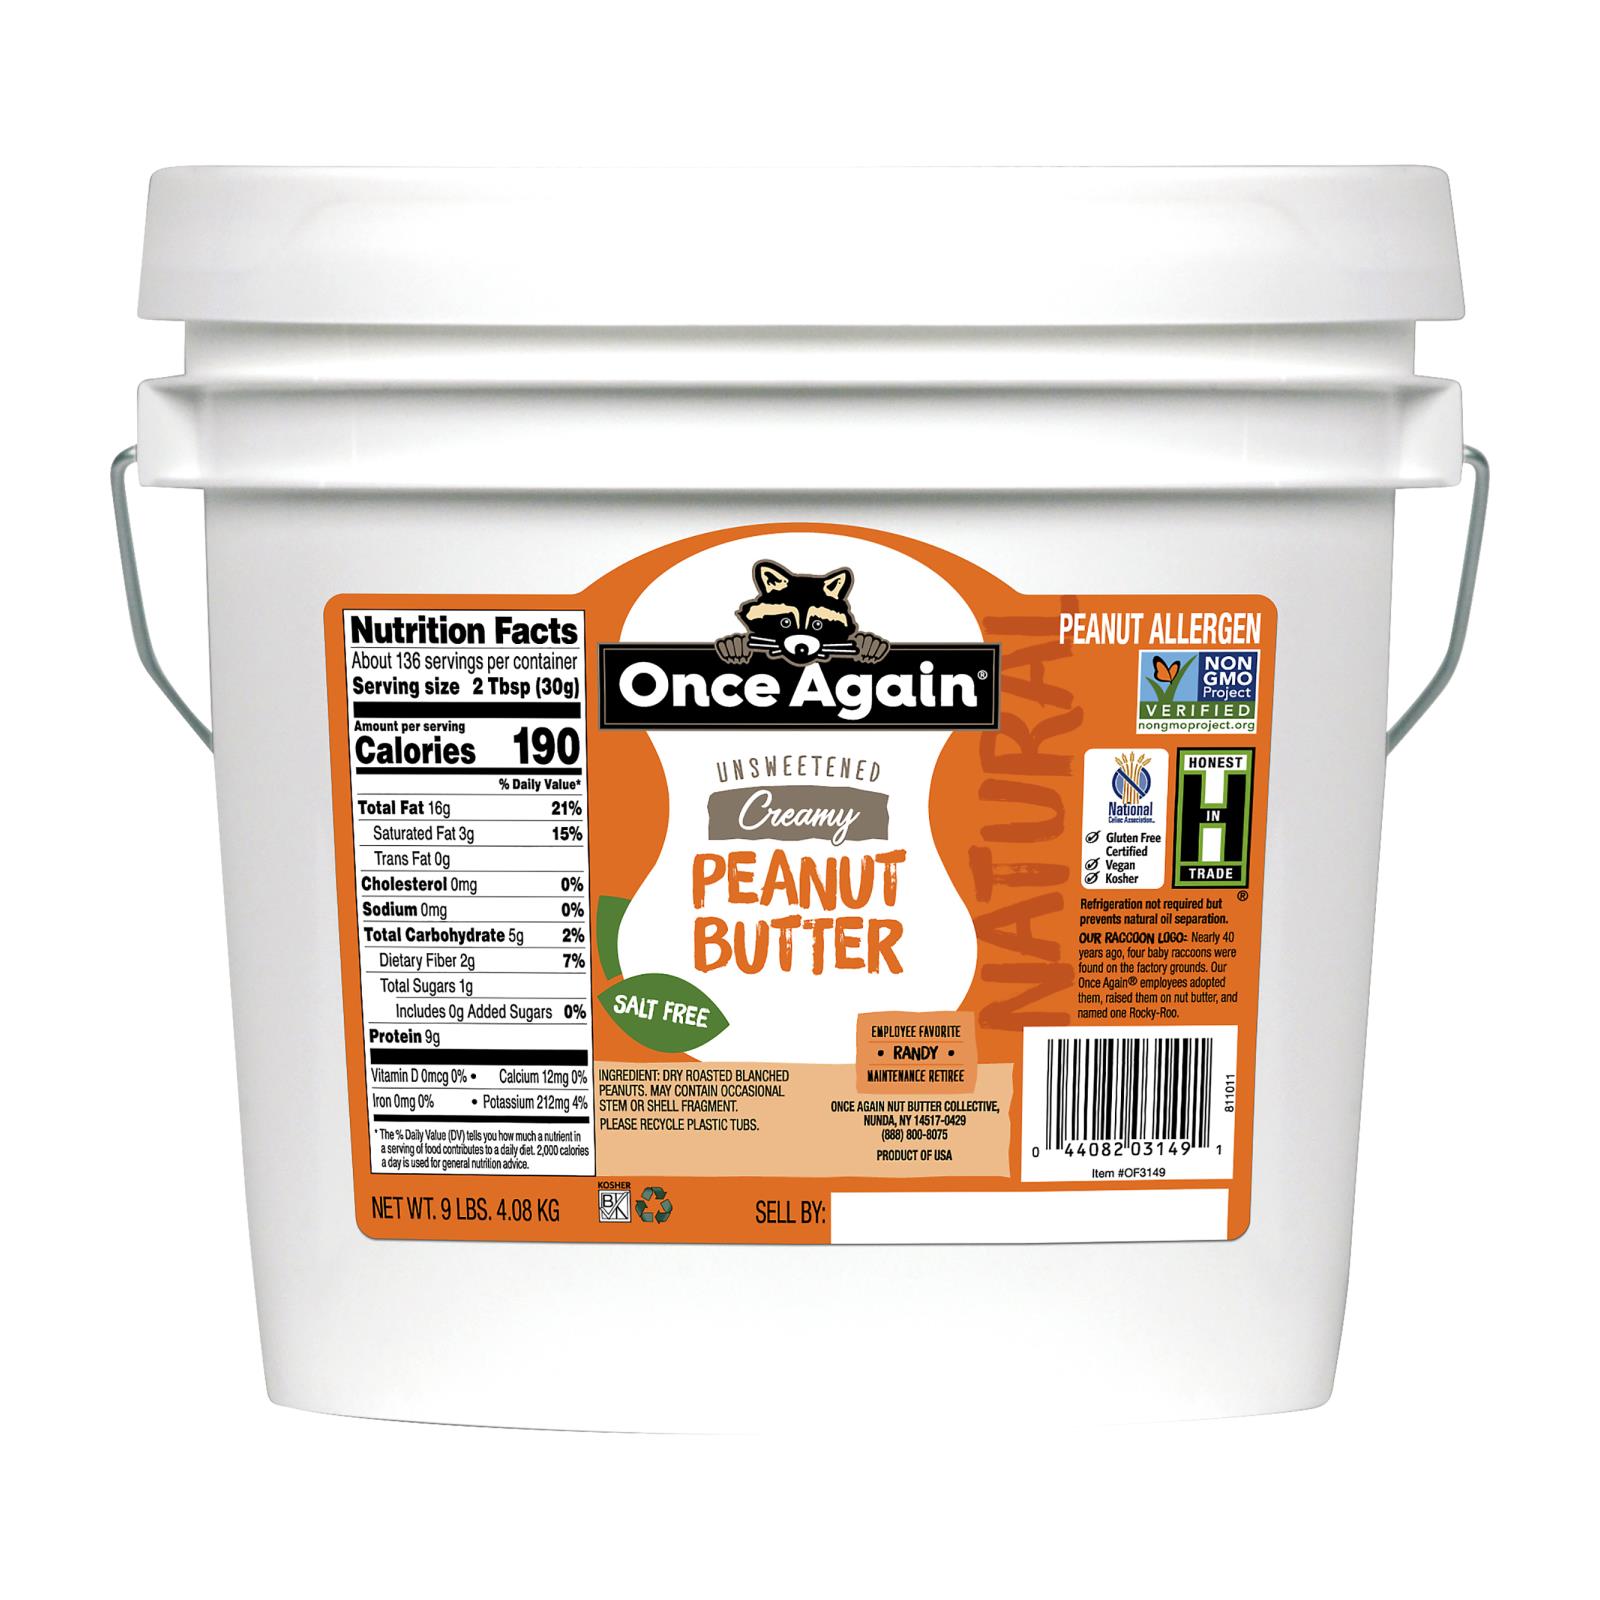 Nutrition Facts
About 136 servings per container
Serving size 2 Tbsp (30g)
Amount per serving
Calories 190
% Daily Value*
Total Fat 16g 21%
Saturated Fat 3g 15%
Trans Fat 0g
Cholesterol 0mg 0%
Sodium 0mg 0%
Total Carbohydrate 5g 2%
Dietary Fiber 2g 7%
Total Sugars 1g
Includes 0g Added Sugars 0%
Protein 9g
Vitamin D 0mcg 0% • Calcium 12mg 0%
Iron 0mg 0% • Potassium 212mg 4%
* The % Daily Value (DV) tells you how much a nutrient in
a serving of food contributes to a daily diet. 2,000 calories
a day is used for general nutrition advice.
NET WT. 9 LBS. 4.08 KG
Once Again®
UNSWEETENED
Creamy
PEANUT
BUTTER
SALT FREE
NATURAL
EMPLOYEE FAVORITE
• RANDY •
MAINTENANCE RETIREE
INGREDIENT: DRY ROASTED BLANCHED
PEANUTS. MAY CONTAIN OCCASIONAL
STEM OR SHELL FRAGMENT.
PLEASE RECYCLE PLASTIC TUBS.
ONCE AGAIN NUT BUTTER COLLECTIVE,
NUNDA, NY 14517-0429
(888) 800-8075
PRODUCT OF USA
KOSHER
BVK
SELL BY:
PEANUT ALLERGEN
NON
GMO
Project
VERIFIED
nongmoproject.org
National
Celiac Association
Gluten Free
Certified
Vegan
Kosher
HONEST
IN
TRADE
®
Refrigeration not required but
prevents natural oil separation.
OUR RACCOON LOGO: Nearly 40
years ago, four baby raccoons were
found on the factory grounds. Our
Once Again® employees adopted
them, raised them on nut butter, and
named one Rocky-Roo.
811011
0 44082 03149 1
Item #OF3149